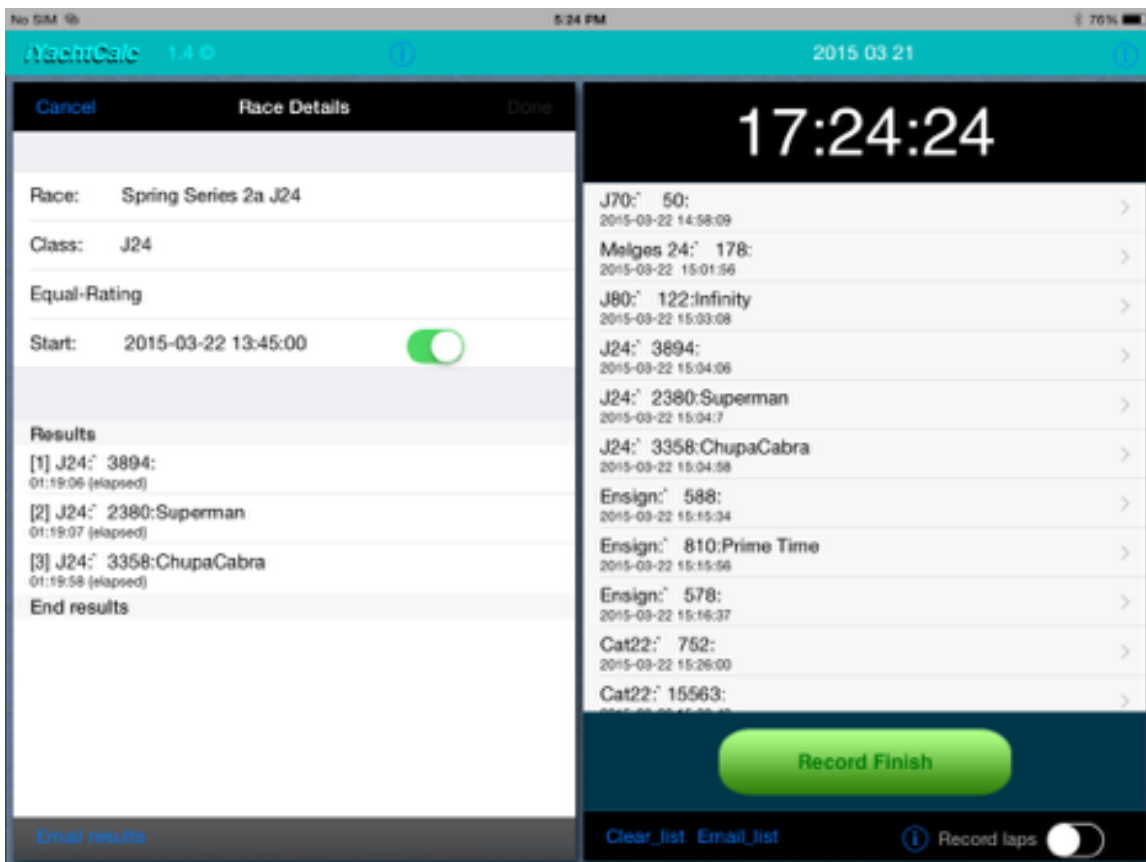 No SIM 5:24 PM 76%
iYachtCalc 1.4 © i
2015 03 21 i
Cancel Race Details Done
Race: Spring Series 2a J24
Class: J24
Equal-Rating
Start: 2015-03-22 13:45:00
Results
[1] J24:` 3894:
01:19:06 (elapsed)
[2] J24:` 2380:Superman
01:19:07 (elapsed)
[3] J24:` 3358:ChupaCabra
01:19:58 (elapsed)
End results
Email results
17:24:24
J70:` 50:
2015-03-22 14:58:09
Melges 24:` 178:
2015-03-22 15:01:56
J80:` 122:Infinity
2015-03-22 15:03:08
J24:` 3894:
2015-03-22 15:04:06
J24:` 2380:Superman
2015-03-22 15:04:7
J24:` 3358:ChupaCabra
2015-03-22 15:04:58
Ensign:` 588:
2015-03-22 15:15:34
Ensign:` 810:Prime Time
2015-03-22 15:15:56
Ensign:` 578:
2015-03-22 15:16:37
Cat22:` 752:
2015-03-22 15:26:00
Cat22:` 15563:
Record Finish
Clear_list Email_list i Record laps